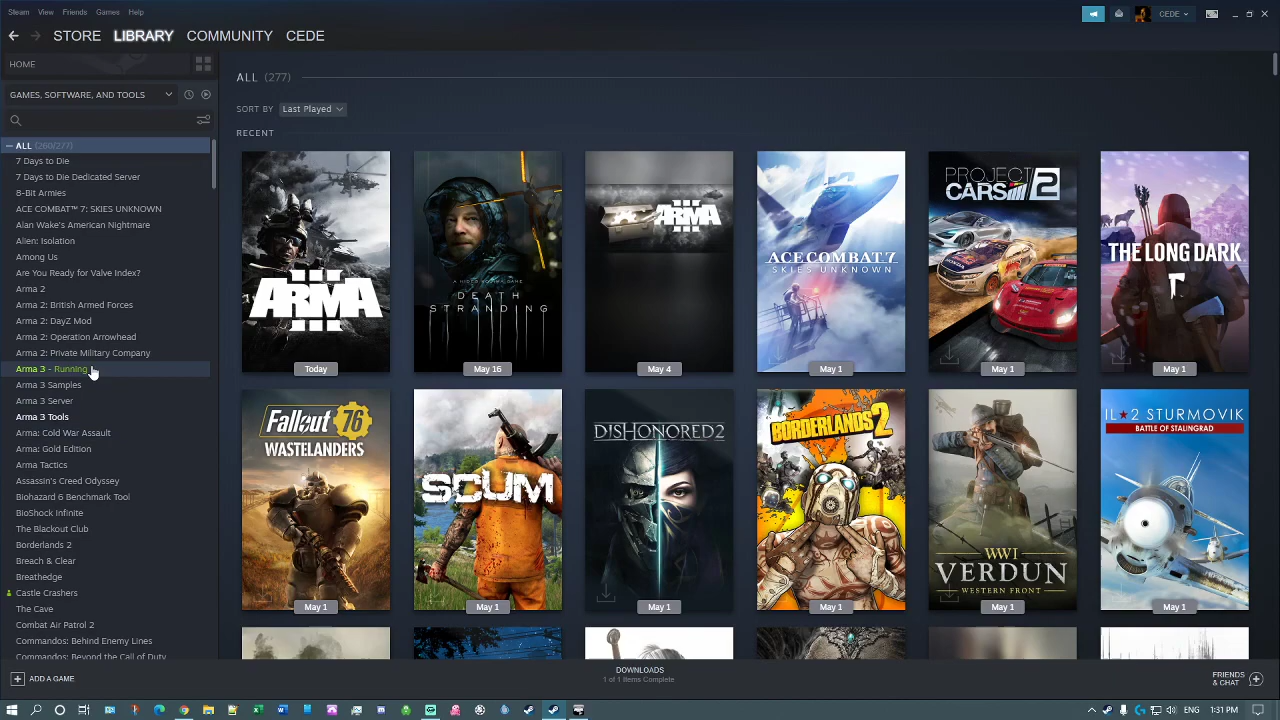 Steam View Friends Games Help
CEDE
STORE LIBRARY COMMUNITY CEDE
HOME
GAMES, SOFTWARE, AND TOOLS
ALL (260/277)
7 Days to Die
7 Days to Die Dedicated Server
8-Bit Armies
ACE COMBAT™ 7: SKIES UNKNOWN
Alan Wake's American Nightmare
Alien: Isolation
Among Us
Are You Ready for Valve Index?
Arma 2
Arma 2: British Armed Forces
Arma 2: DayZ Mod
Arma 2: Operation Arrowhead
Arma 2: Private Military Company
Arma 3 - Running
Arma 3 Samples
Arma 3 Server
Arma 3 Tools
Arma: Cold War Assault
Arma: Gold Edition
Arma Tactics
Assassin's Creed Odyssey
Biohazard 6 Benchmark Tool
BioShock Infinite
The Blackout Club
Borderlands 2
Breach & Clear
Breathedge
Castle Crashers
The Cave
Combat Air Patrol 2
Commandos: Behind Enemy Lines
Commandos: Beyond the Call of Duty
ADD A GAME
ALL (277)
SORT BY Last Played
RECENT
ARMA III
Today
DEATH STRANDING
May 16
ARMA III
May 4
ACE COMBAT 7
SKIES UNKNOWN
May 1
PROJECT CARS 2
May 1
THE LONG DARK
May 1
Fallout 76
WASTELANDERS
May 1
SCUM
May 1
DISHONORED 2
May 1
BORDERLANDS 2
May 1
WWI
VERDUN
WESTERN FRONT
May 1
IL★2 STURMOVIK
BATTLE OF STALINGRAD
May 1
DOWNLOADS
1 of 1 Items Complete
FRIENDS
& CHAT
ENG 1:31 PM